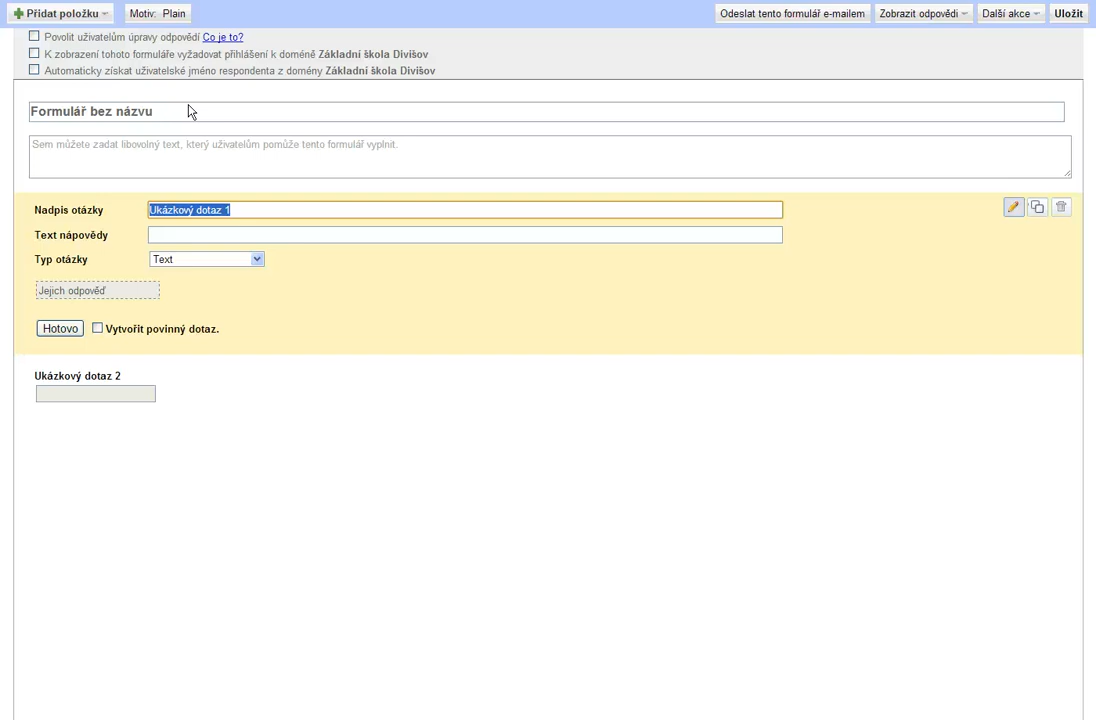 Přidat položku
Motiv: Plain
Odeslat tento formulář e-mailem
Zobrazit odpovědi
Další akce
Uložit
Povolit uživatelům úpravy odpovědí Co je to?
K zobrazení tohoto formuláře vyžadovat přihlášení k doméně Základní škola Divišov
Automaticky získat uživatelské jméno respondenta z domény Základní škola Divišov
Formulář bez názvu
Sem můžete zadat libovolný text, který uživatelům pomůže tento formulář vyplnit.
Nadpis otázky
Ukázkový dotaz 1
Text nápovědy
Typ otázky
Text
Jejich odpověď
Hotovo
Vytvořit povinný dotaz.
Ukázkový dotaz 2